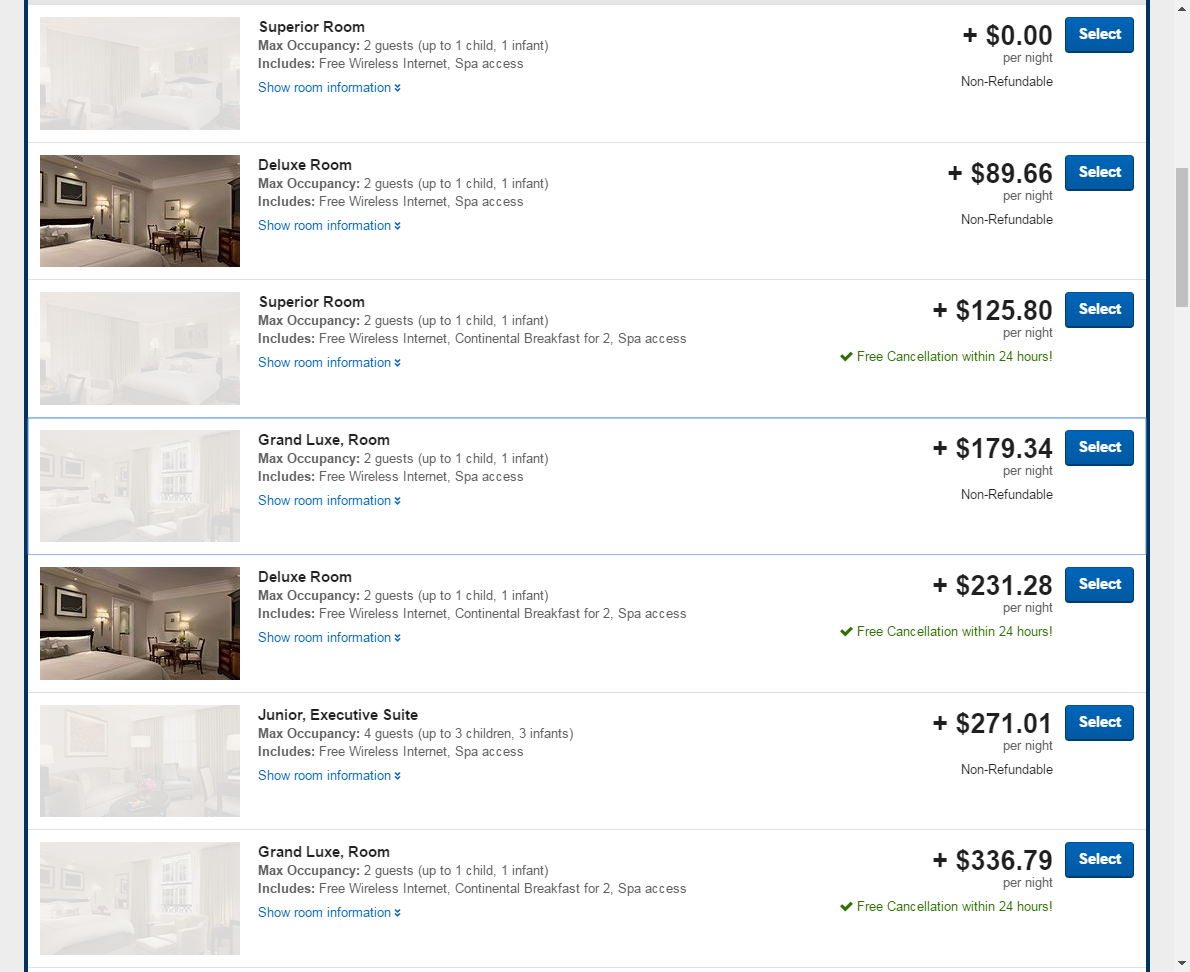 Superior Room
Max Occupancy: 2 guests (up to 1 child, 1 infant)
Includes: Free Wireless Internet, Spa access
Show room information
+ $0.00
per night
Non-Refundable
Select
Deluxe Room
Max Occupancy: 2 guests (up to 1 child, 1 infant)
Includes: Free Wireless Internet, Spa access
Show room information
+ $89.66
per night
Non-Refundable
Select
Superior Room
Max Occupancy: 2 guests (up to 1 child, 1 infant)
Includes: Free Wireless Internet, Continental Breakfast for 2, Spa access
Show room information
+ $125.80
per night
Free Cancellation within 24 hours!
Select
Grand Luxe, Room
Max Occupancy: 2 guests (up to 1 child, 1 infant)
Includes: Free Wireless Internet, Spa access
Show room information
+ $179.34
per night
Non-Refundable
Select
Deluxe Room
Max Occupancy: 2 guests (up to 1 child, 1 infant)
Includes: Free Wireless Internet, Continental Breakfast for 2, Spa access
Show room information
+ $231.28
per night
Free Cancellation within 24 hours!
Select
Junior, Executive Suite
Max Occupancy: 4 guests (up to 3 children, 3 infants)
Includes: Free Wireless Internet, Spa access
Show room information
+ $271.01
per night
Non-Refundable
Select
Grand Luxe, Room
Max Occupancy: 2 guests (up to 1 child, 1 infant)
Includes: Free Wireless Internet, Continental Breakfast for 2, Spa access
Show room information
+ $336.79
per night
Free Cancellation within 24 hours!
Select